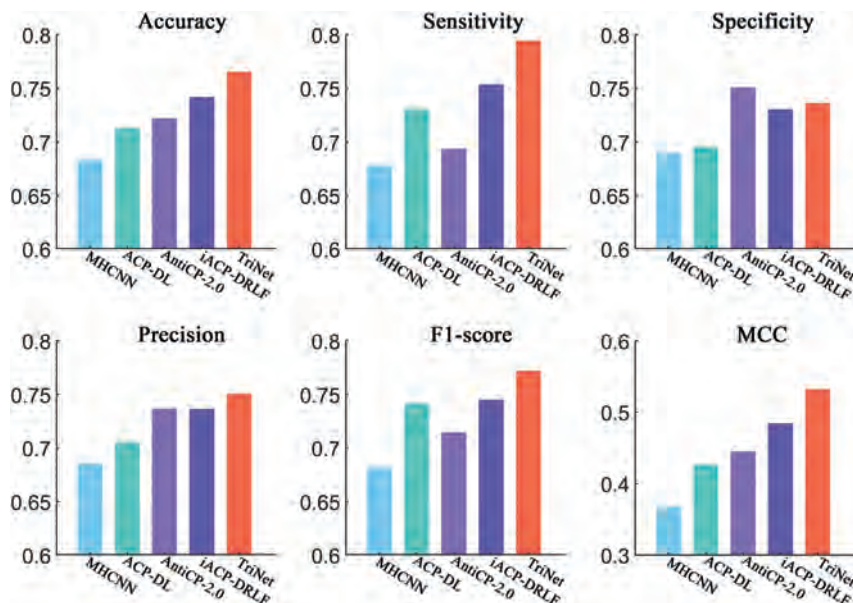 Accuracy
0.8
0.75
0.7
0.65
0.6
MHCNN
ACP-DL
AntiCP-2.0
iACP-DRLF
TriNet
Sensitivity
0.8
0.75
0.7
0.65
0.6
MHCNN
ACP-DL
AntiCP-2.0
iACP-DRLF
TriNet
Specificity
0.8
0.75
0.7
0.65
0.6
MHCNN
ACP-DL
AntiCP-2.0
iACP-DRLF
TriNet
Precision
0.8
0.75
0.7
0.65
0.6
MHCNN
ACP-DL
AntiCP-2.0
iACP-DRLF
TriNet
F1-score
0.8
0.75
0.7
0.65
0.6
MHCNN
ACP-DL
AntiCP-2.0
iACP-DRLF
TriNet
MCC
0.6
0.5
0.4
0.3
MHCNN
ACP-DL
AntiCP-2.0
iACP-DRLF
TriNet